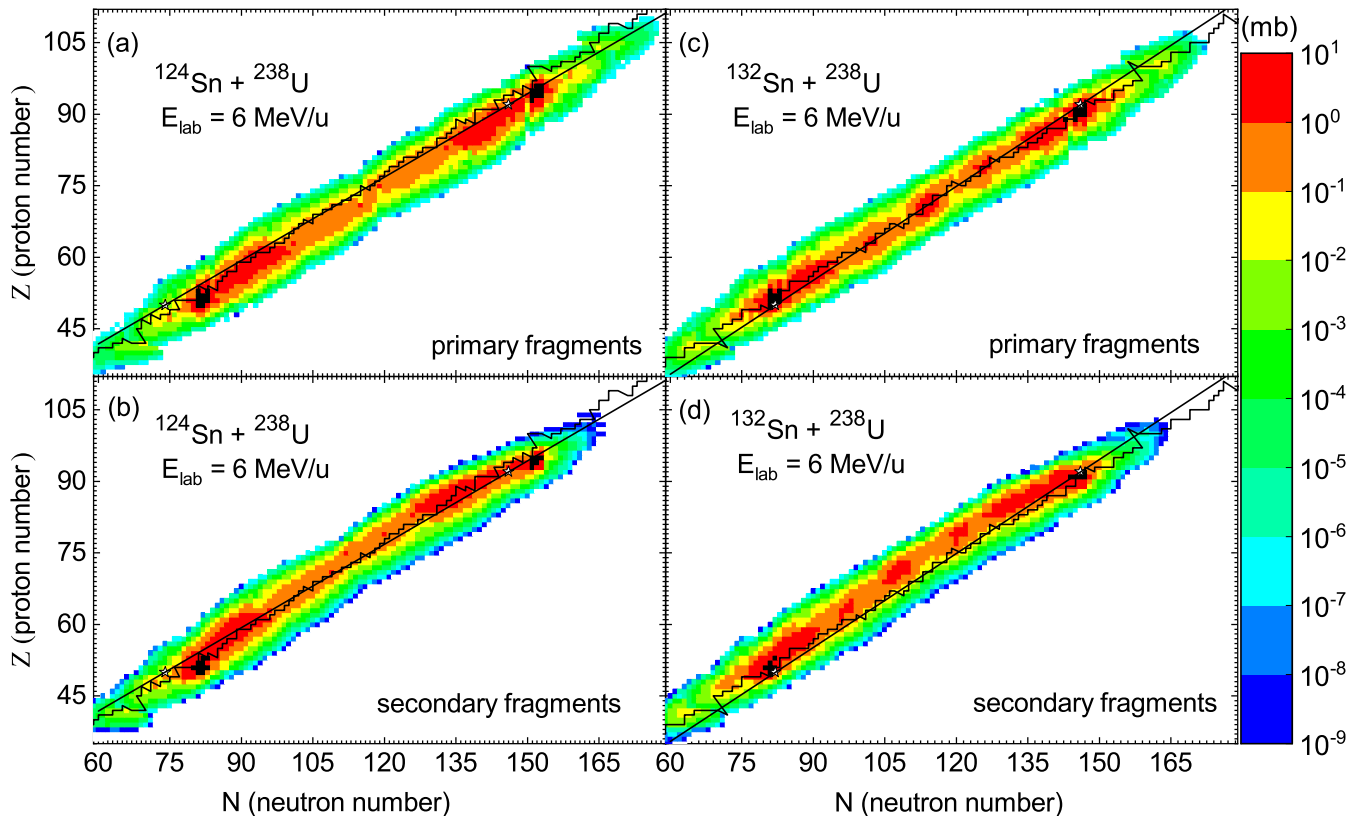 (mb)
(a)
¹²⁴Sn + ²³⁸U
E_lab = 6 MeV/u
primary fragments
(c)
¹³²Sn + ²³⁸U
E_lab = 6 MeV/u
primary fragments
(b)
¹²⁴Sn + ²³⁸U
E_lab = 6 MeV/u
secondary fragments
(d)
¹³²Sn + ²³⁸U
E_lab = 6 MeV/u
secondary fragments
Z (proton number)
105
90
75
60
45
Z (proton number)
105
90
75
60
45
60 75 90 105 120 135 150 165
60 75 90 105 120 135 150 165
N (neutron number)
N (neutron number)
10¹
10⁰
10⁻¹
10⁻²
10⁻³
10⁻⁴
10⁻⁵
10⁻⁶
10⁻⁷
10⁻⁸
10⁻⁹